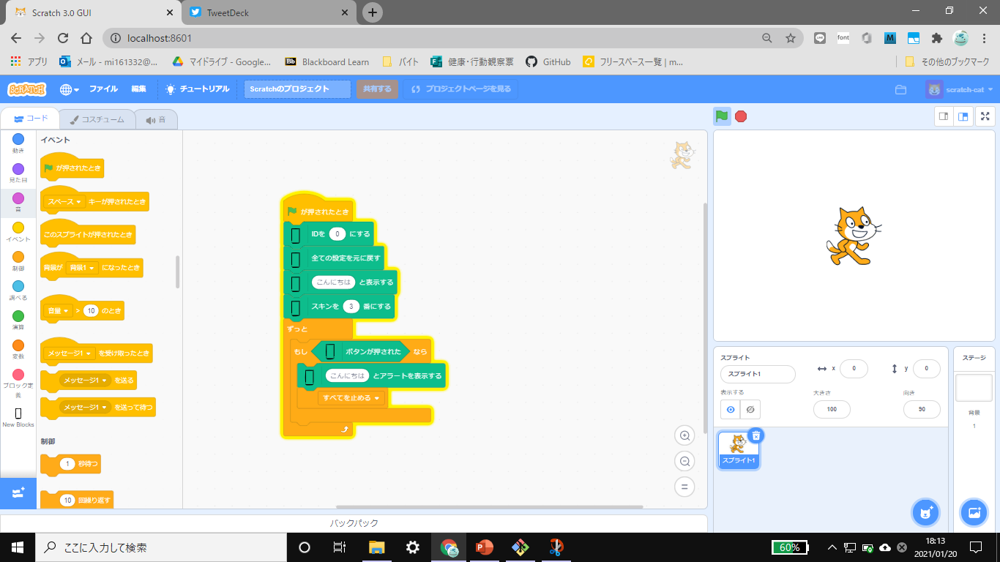 Scratch 3.0 GUI
TweetDeck
localhost:8601
font
M
アプリ
メール - mi161332@o...
マイドライブ - Google...
Bb
Blackboard Learn
バイト
健康・行動観察票
GitHub
フリースペース一覧 | m...
その他のブックマーク
SCRATCH
ファイル
編集
チュートリアル
Scratchのプロジェクト
共有する
プロジェクトページを見る
scratch-cat
コード
コスチューム
音
動き
見た目
音
イベント
制御
調べる
演算
変数
ブロック定義
New Blocks
イベント
が押されたとき
スペース キーが押されたとき
このスプライトが押されたとき
背景が 背景1 になったとき
音量 > 10 のとき
メッセージ1 を受け取ったとき
メッセージ1 を送る
メッセージ1 を送って待つ
制御
1 秒待つ
10 回繰り返す
が押されたとき
IDを 0 にする
全ての設定を元に戻す
こんにちは と表示する
スキンを 3 番にする
ずっと
もし ボタンが押された なら
こんにちは とアラートを表示する
すべてを止める
バックパック
スプライト
スプライト1
x 0
y 0
表示する
大きさ
100
向き
90
スプライト1
ステージ
背景
1
ここに入力して検索
60%
18:13
2021/01/20